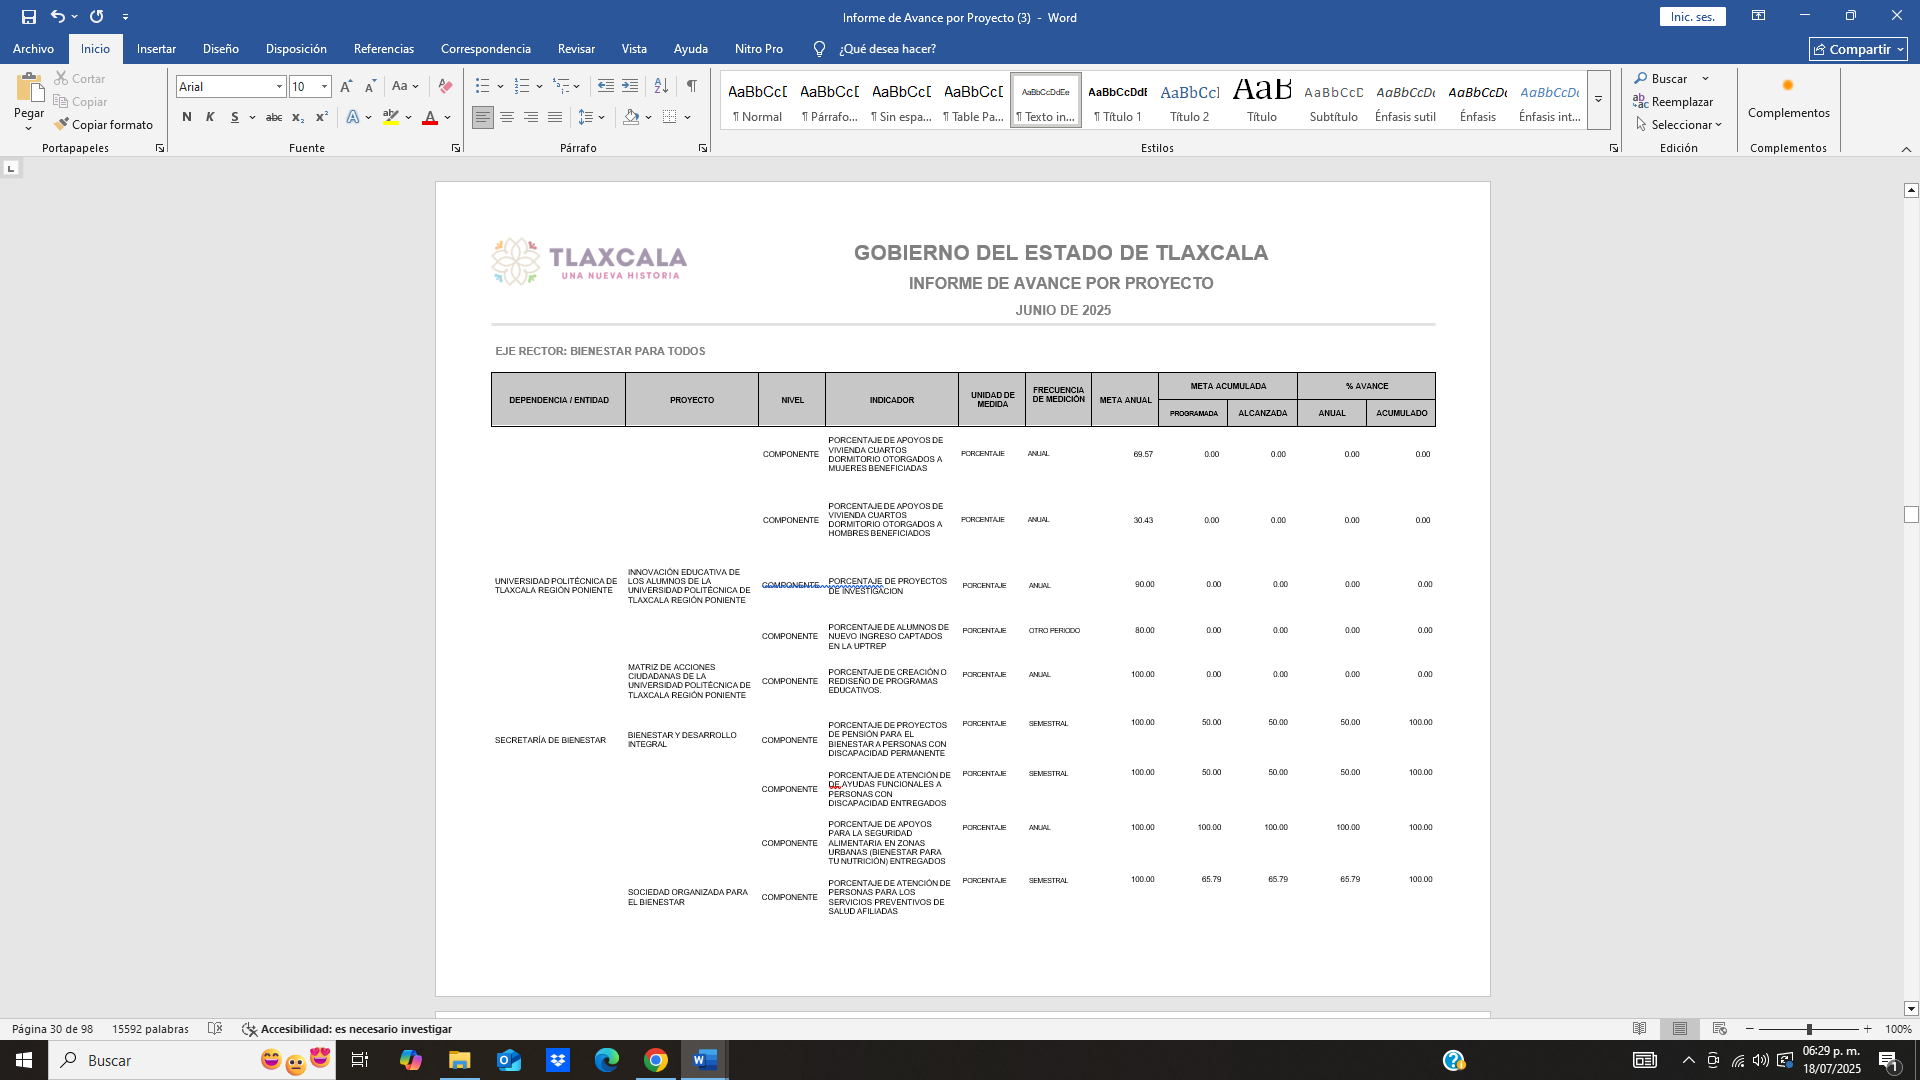 Informe de Avance por Proyecto (3) - Word
Inic. ses.
Archivo Inicio Insertar Diseño Disposición Referencias Correspondencia Revisar Vista Ayuda Nitro Pro ¿Qué desea hacer? Compartir
Pegar
Cortar
Copiar
Copiar formato
Portapapeles
Arial 10
Fuente
Párrafo
AaBbCcI AaBbCcI AaBbCcI AaBbCcI AaBbCcDdEe AaBbCcDdE AaBbCcI AaB AaBbCcD AaBbCcDc AaBbCcDc AaBbCcDc
¶ Normal ¶ Párrafo... ¶ Sin espa... ¶ Table Pa... ¶ Texto in... ¶ Título 1 Título 2 Título Subtítulo Énfasis sutil Énfasis Énfasis int...
Estilos
Buscar
Reemplazar
Seleccionar
Edición
Complementos
Complementos
TLAXCALA
UNA NUEVA HISTORIA
GOBIERNO DEL ESTADO DE TLAXCALA
INFORME DE AVANCE POR PROYECTO
JUNIO DE 2025
EJE RECTOR: BIENESTAR PARA TODOS
DEPENDENCIA / ENTIDAD PROYECTO NIVEL INDICADOR UNIDAD DE MEDIDA FRECUENCIA DE MEDICIÓN META ANUAL META ACUMULADA % AVANCE
PROGRAMADA ALCANZADA ANUAL ACUMULADO
COMPONENTE PORCENTAJE DE APOYOS DE VIVIENDA CUARTOS DORMITORIO OTORGADOS A MUJERES BENEFICIADAS PORCENTAJE ANUAL 69.57 0.00 0.00 0.00 0.00
COMPONENTE PORCENTAJE DE APOYOS DE VIVIENDA CUARTOS DORMITORIO OTORGADOS A HOMBRES BENEFICIADOS PORCENTAJE ANUAL 30.43 0.00 0.00 0.00 0.00
UNIVERSIDAD POLITÉCNICA DE TLAXCALA REGIÓN PONIENTE INNOVACIÓN EDUCATIVA DE LOS ALUMNOS DE LA UNIVERSIDAD POLITÉCNICA DE TLAXCALA REGIÓN PONIENTE COMPONENTE PORCENTAJE DE PROYECTOS DE INVESTIGACION PORCENTAJE ANUAL 90.00 0.00 0.00 0.00 0.00
COMPONENTE PORCENTAJE DE ALUMNOS DE NUEVO INGRESO CAPTADOS EN LA UPTREP PORCENTAJE OTRO PERIODO 80.00 0.00 0.00 0.00 0.00
MATRIZ DE ACCIONES CIUDADANAS DE LA UNIVERSIDAD POLITÉCNICA DE TLAXCALA REGIÓN PONIENTE COMPONENTE PORCENTAJE DE CREACIÓN O REDISEÑO DE PROGRAMAS EDUCATIVOS. PORCENTAJE ANUAL 100.00 0.00 0.00 0.00 0.00
SECRETARÍA DE BIENESTAR BIENESTAR Y DESARROLLO INTEGRAL COMPONENTE PORCENTAJE DE PROYECTOS DE PENSIÓN PARA EL BIENESTAR A PERSONAS CON DISCAPACIDAD PERMANENTE PORCENTAJE SEMESTRAL 100.00 50.00 50.00 50.00 100.00
COMPONENTE PORCENTAJE DE ATENCIÓN DE DE AYUDAS FUNCIONALES A PERSONAS CON DISCAPACIDAD ENTREGADOS PORCENTAJE SEMESTRAL 100.00 50.00 50.00 50.00 100.00
COMPONENTE PORCENTAJE DE APOYOS PARA LA SEGURIDAD ALIMENTARIA EN ZONAS URBANAS (BIENESTAR PARA TU NUTRICIÓN) ENTREGADOS PORCENTAJE ANUAL 100.00 100.00 100.00 100.00 100.00
SOCIEDAD ORGANIZADA PARA EL BIENESTAR COMPONENTE PORCENTAJE DE ATENCIÓN DE PERSONAS PARA LOS SERVICIOS PREVENTIVOS DE SALUD AFILIADAS PORCENTAJE SEMESTRAL 100.00 65.79 65.79 65.79 100.00
Página 30 de 98 15592 palabras Accesibilidad: es necesario investigar 100%
Buscar
06:29 p. m.
18/07/2025